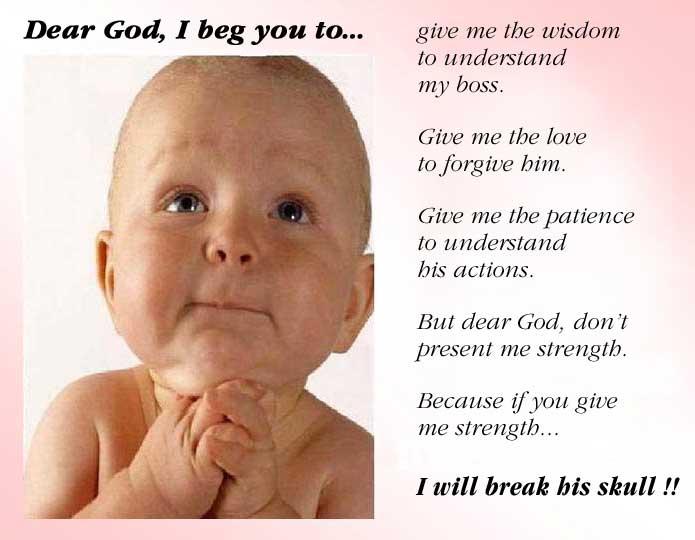 Dear God, I beg you to...
give me the wisdom
to understand
my boss.
Give me the love
to forgive him.
Give me the patience
to understand
his actions.
But dear God, don't
present me strength.
Because if you give
me strength...
I will break his skull !!